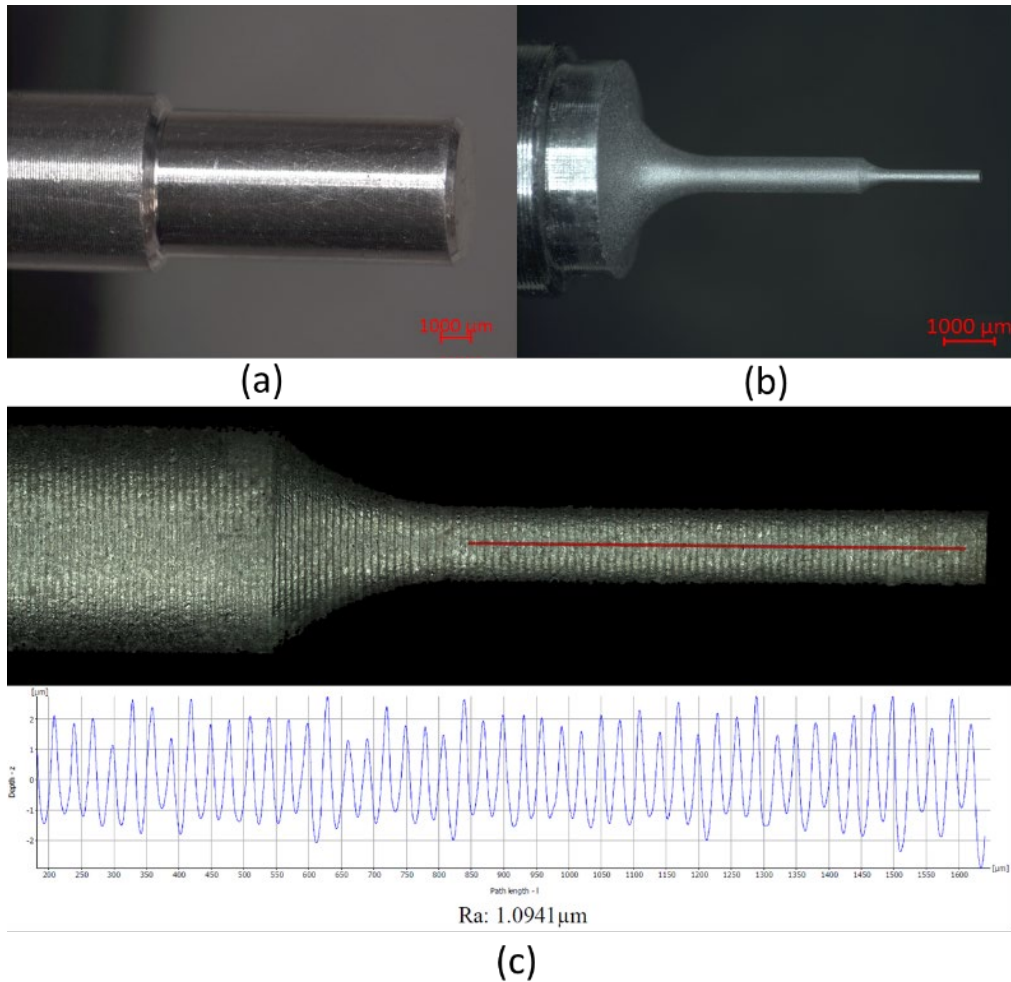 1000 µm
1000 µm
(a)
(b)
[µm]
2
1
0
-1
-2
Depth - z
200 250 300 350 400 450 500 550 600 650 700 750 800 850 900 950 1000 1050 1100 1150 1200 1250 1300 1350 1400 1450 1500 1550 1600 [µm]
Path length - l
Ra: 1.0941µm
(c)